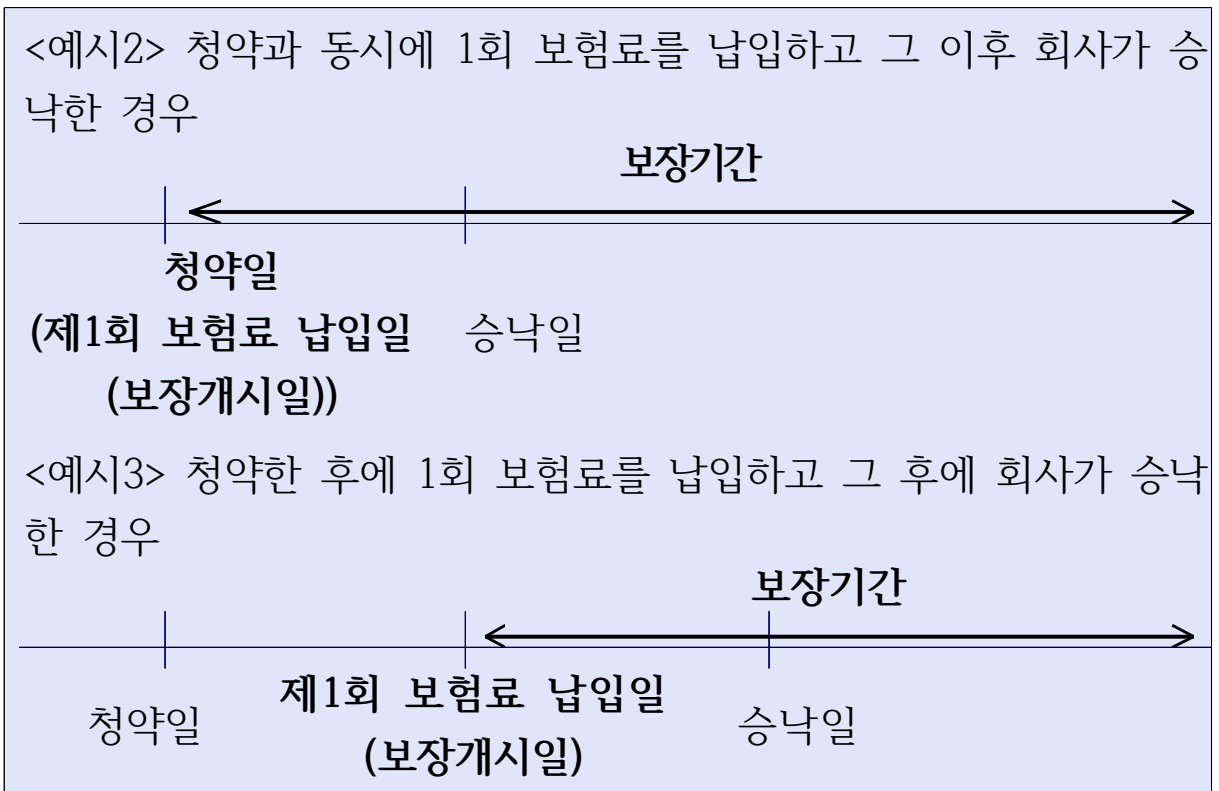 <예시2> 청약과 동시에 1회 보험료를 납입하고 그 이후 회사가 승
낙한 경우
보장기간
청약일
(제1회 보험료 납입일 승낙일
(보장개시일))
<예시3> 청약한 후에 1회 보험료를 납입하고 그 후에 회사가 승낙
한 경우
보장기간
제1회 보험료 납입일
청약일 승낙일
(보장개시일)